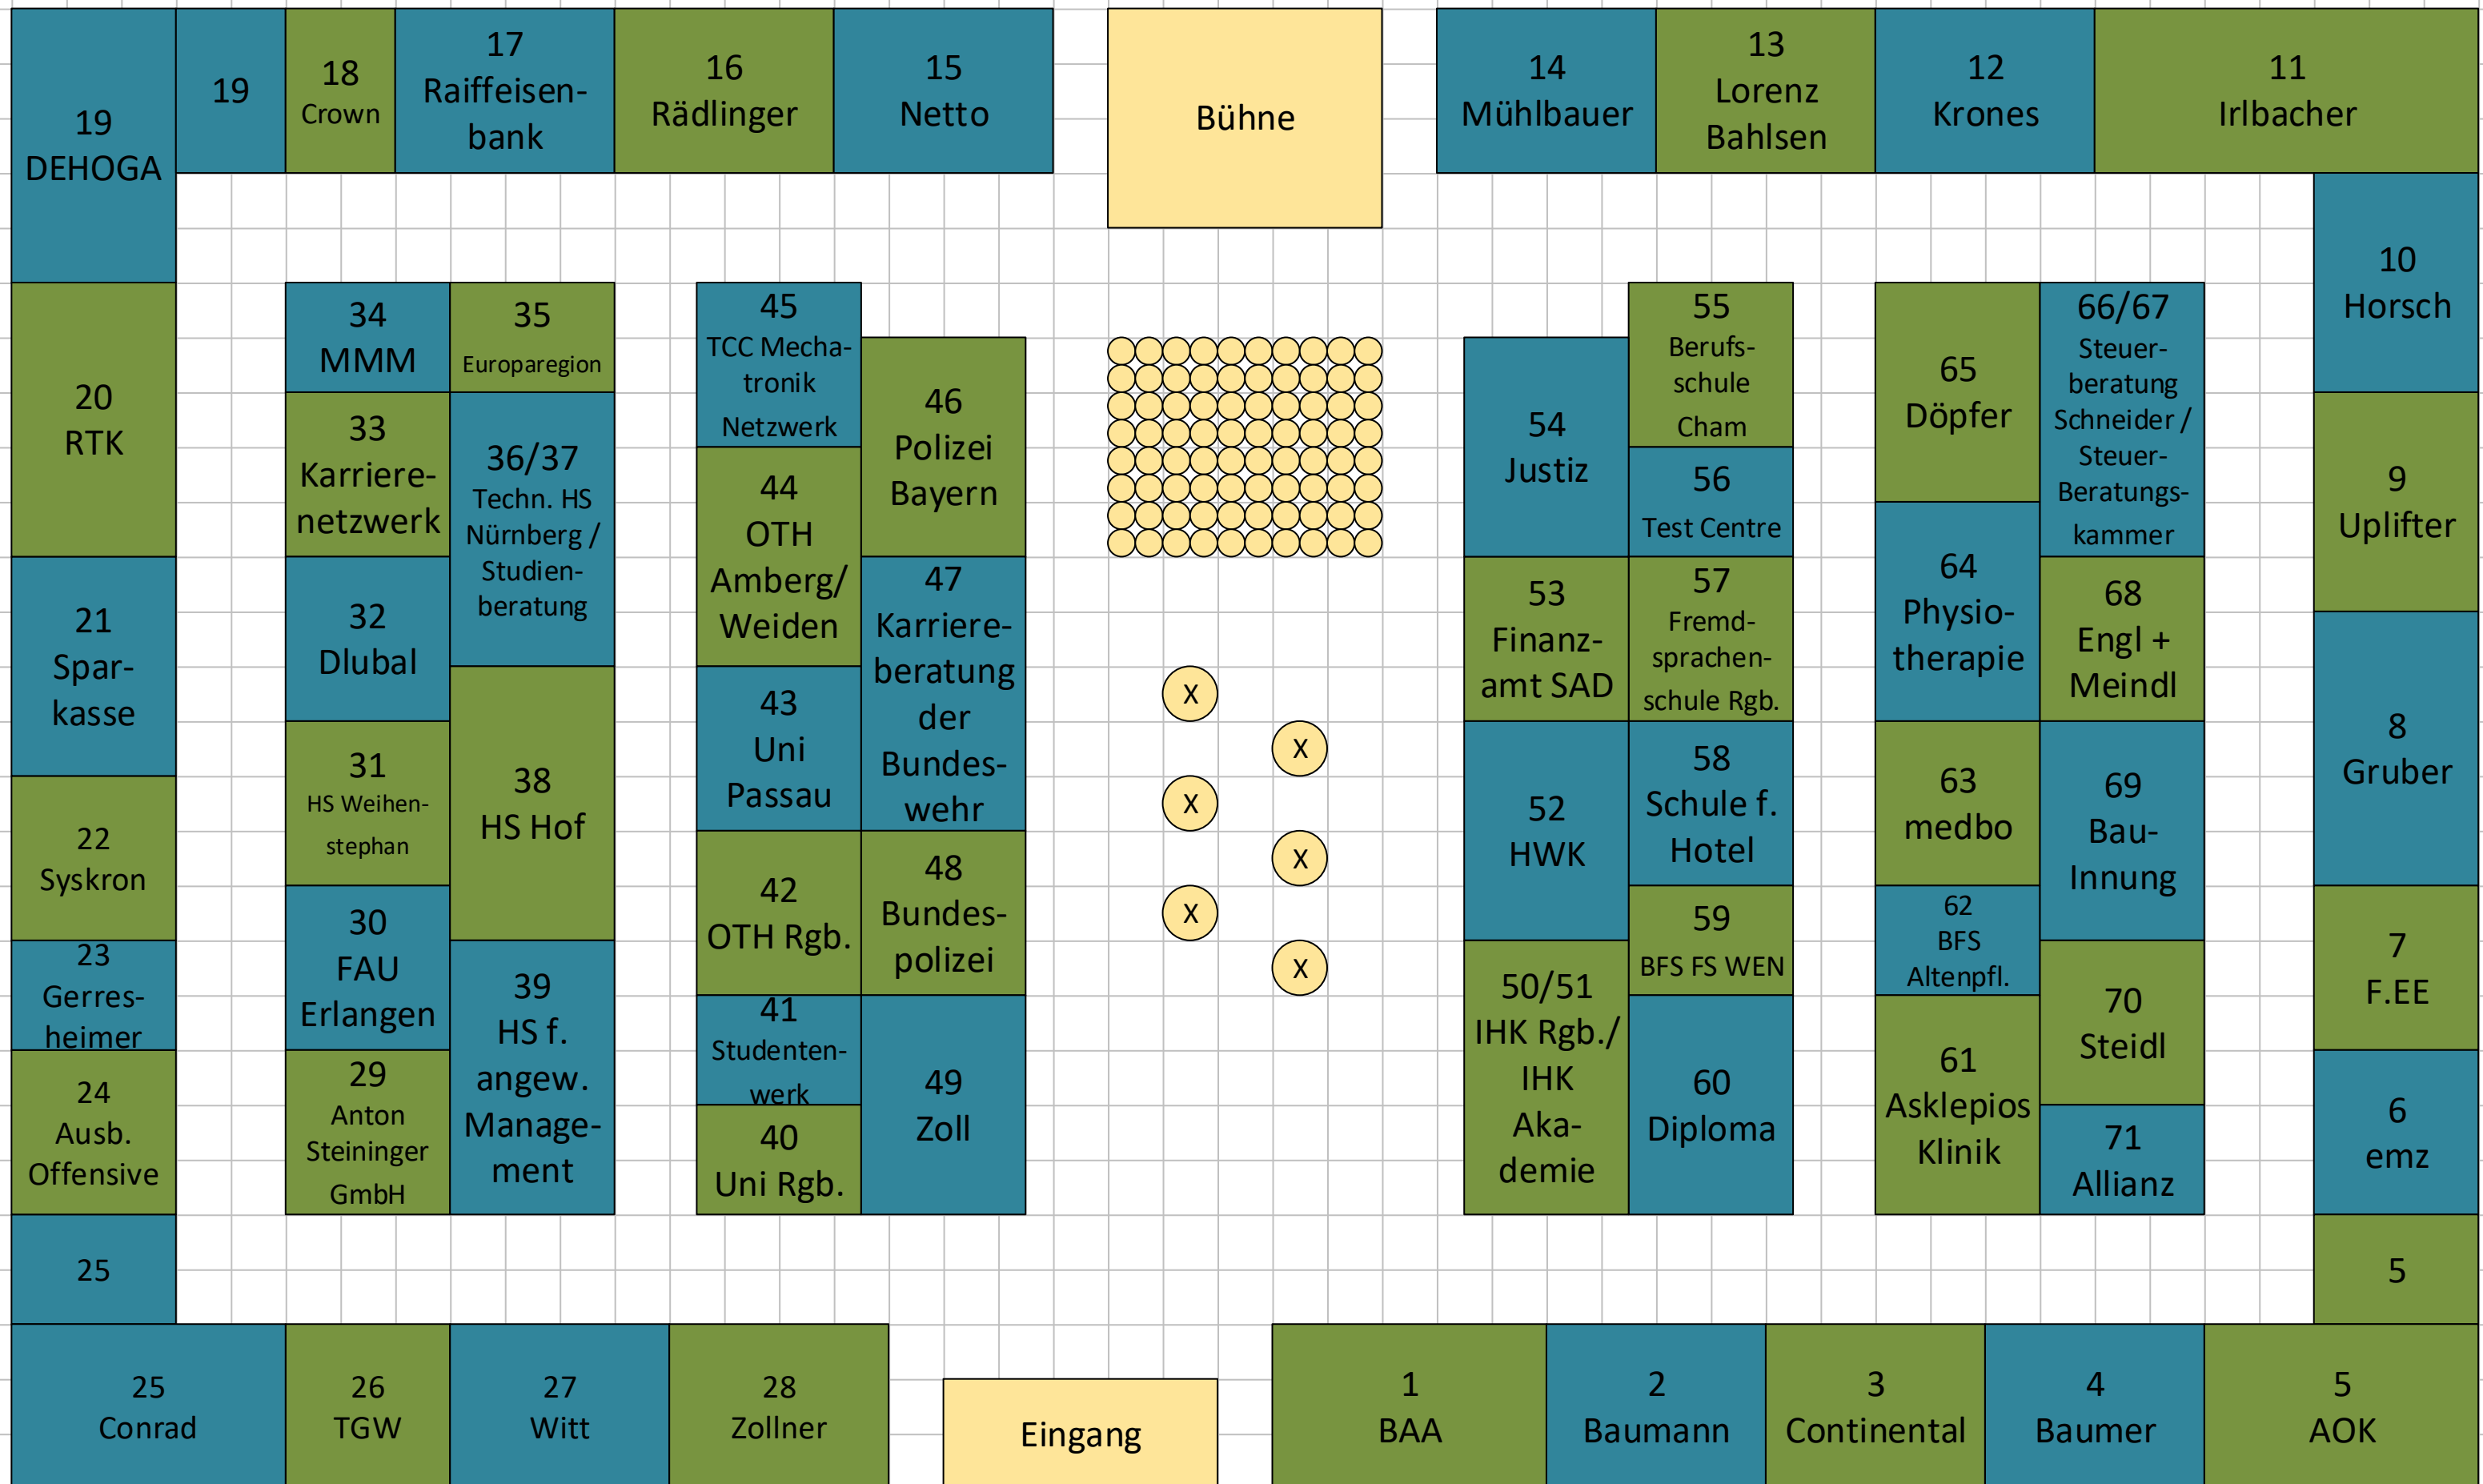 19
DEHOGA
19
18
Crown
17
Raiffeisen-
bank
16
Rädlinger
15
Netto
Bühne
14
Mühlbauer
13
Lorenz
Bahlsen
12
Krones
11
Irlbacher
10
Horsch
9
Uplifter
8
Gruber
7
F.EE
6
emz
5
5
AOK
4
Baumer
3
Continental
2
Baumann
1
BAA
Eingang
28
Zollner
27
Witt
26
TGW
25
Conrad
25
24
Ausb.
Offensive
23
Gerres-
heimer
22
Syskron
21
Spar-
kasse
20
RTK
34
MMM
33
Karriere-
netzwerk
32
Dlubal
31
HS Weihen-
stephan
30
FAU
Erlangen
29
Anton
Steininger
GmbH
35
Europaregion
36/37
Techn. HS
Nürnberg /
Studien-
beratung
38
HS Hof
39
HS f.
angew.
Manage-
ment
45
TCC Mecha-
tronik
Netzwerk
44
OTH
Amberg/
Weiden
43
Uni
Passau
42
OTH Rgb.
41
Studenten-
werk
40
Uni Rgb.
46
Polizei
Bayern
47
Karriere-
beratung
der
Bundes-
wehr
48
Bundes-
polizei
49
Zoll
X
X
X
X
X
X
54
Justiz
53
Finanz-
amt SAD
52
HWK
50/51
IHK Rgb./
IHK
Aka-
demie
55
Berufs-
schule
Cham
56
Test Centre
57
Fremd-
sprachen-
schule Rgb.
58
Schule f.
Hotel
59
BFS FS WEN
60
Diploma
65
Döpfer
64
Physio-
therapie
63
medbo
62
BFS
Altenpfl.
61
Asklepios
Klinik
66/67
Steuer-
beratung
Schneider /
Steuer-
Beratungs-
kammer
68
Engl +
Meindl
69
Bau-
Innung
70
Steidl
71
Allianz